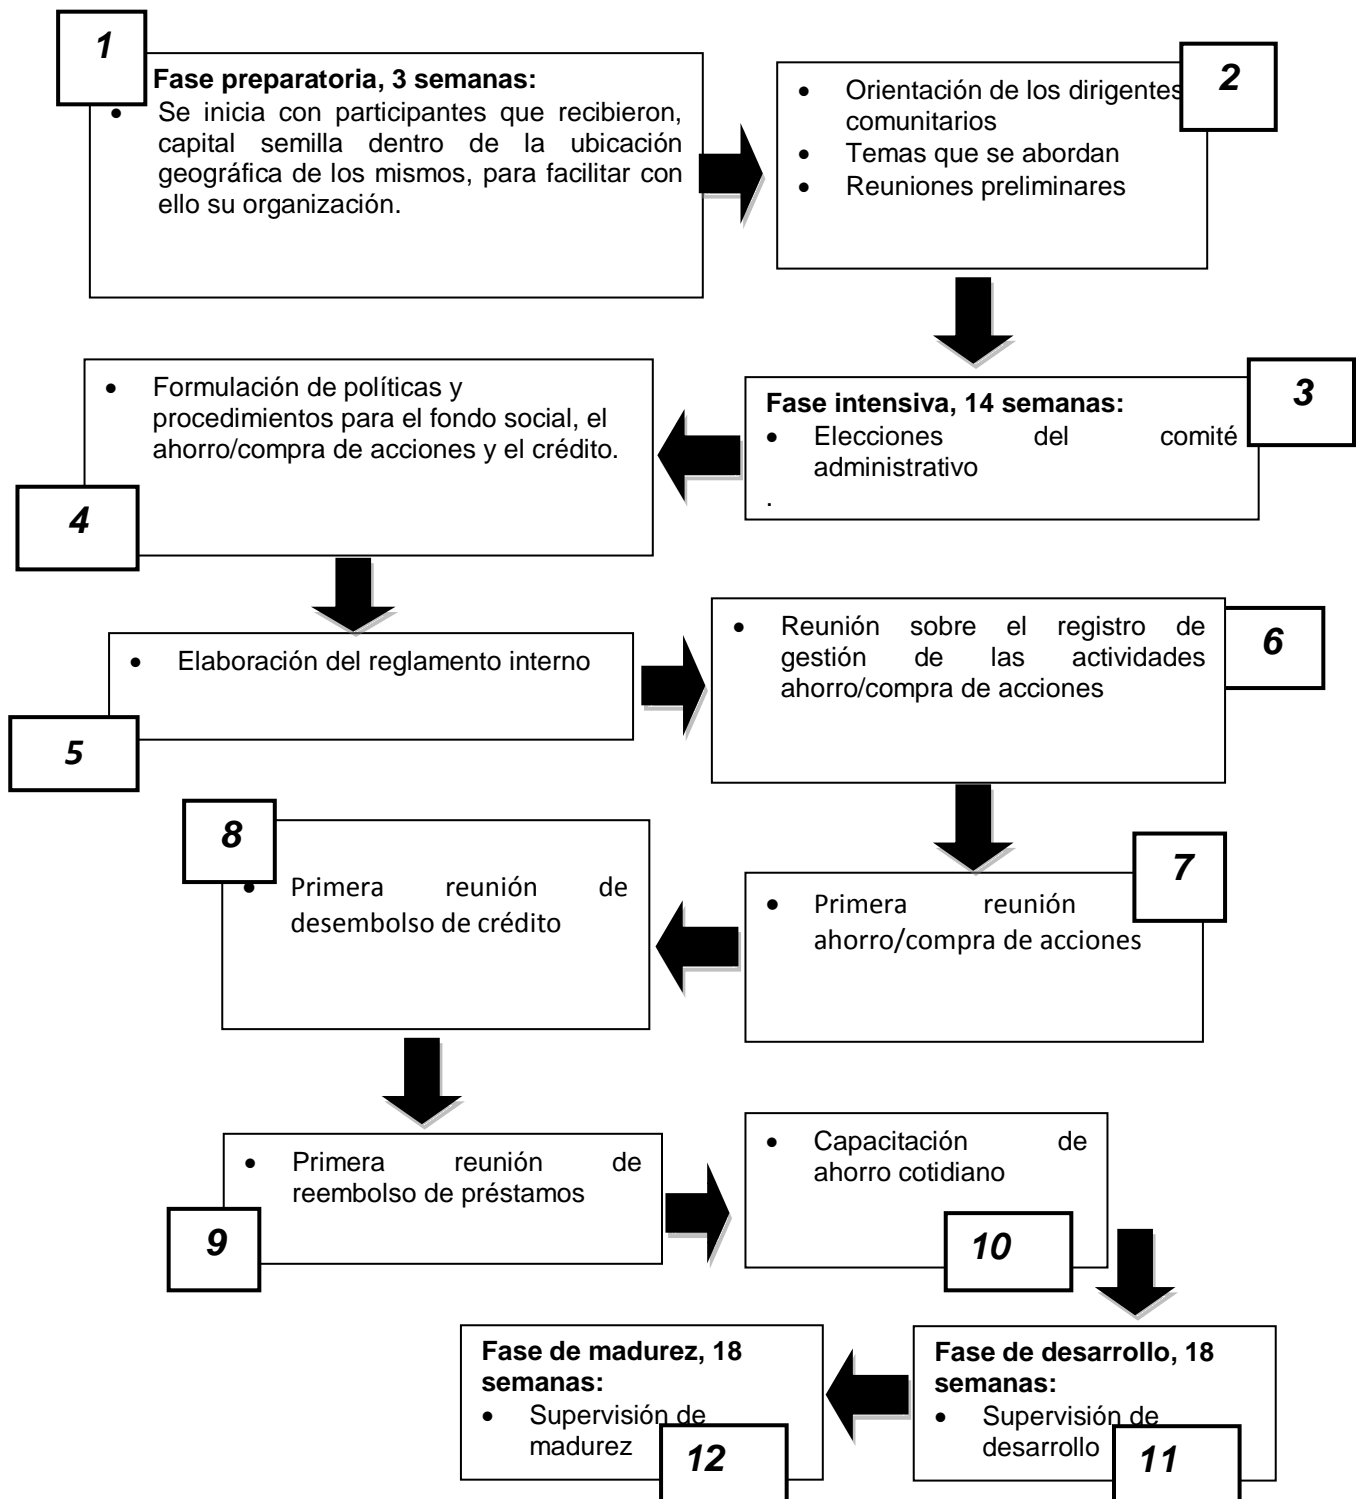 1
Fase preparatoria, 3 semanas:
• Se inicia con participantes que recibieron,
capital semilla dentro de la ubicación
geográfica de los mismos, para facilitar con
ello su organización.
2
• Orientación de los dirigentes
comunitarios
• Temas que se abordan
• Reuniones preliminares
3
Fase intensiva, 14 semanas:
• Elecciones del comité
administrativo
.
• Formulación de políticas y
procedimientos para el fondo social, el
ahorro/compra de acciones y el crédito.
4
• Elaboración del reglamento interno
5
• Reunión sobre el registro de
gestión de las actividades
ahorro/compra de acciones
6
7
• Primera reunión
ahorro/compra de acciones
8
• Primera reunión de
desembolso de crédito
• Primera reunión de
reembolso de préstamos
9
• Capacitación de
ahorro cotidiano
10
Fase de desarrollo, 18
semanas:
• Supervisión de
desarrollo
11
Fase de madurez, 18
semanas:
• Supervisión de
madurez
12